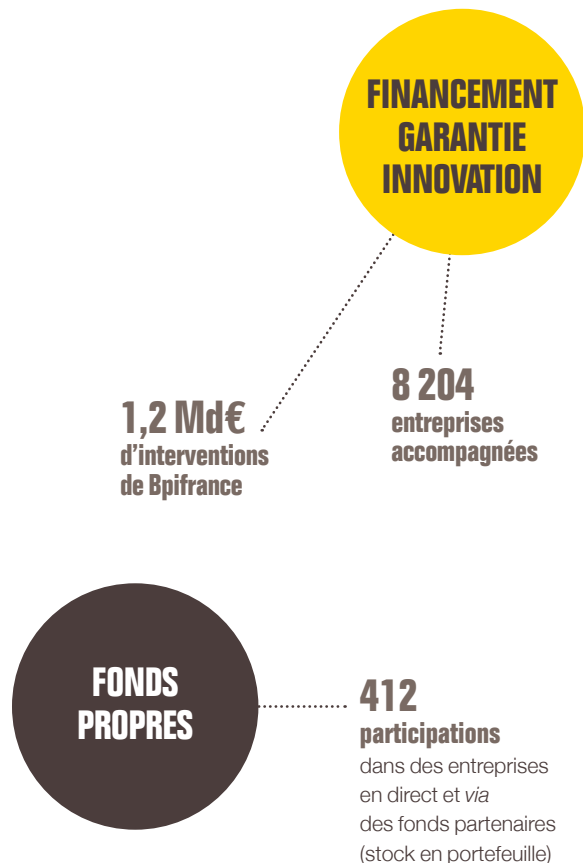 FINANCEMENT
GARANTIE
INNOVATION
1,2 Md€
d'interventions
de Bpifrance
8 204
entreprises
accompagnées
FONDS
PROPRES
412
participations
dans des entreprises
en direct et via
des fonds partenaires
(stock en portefeuille)